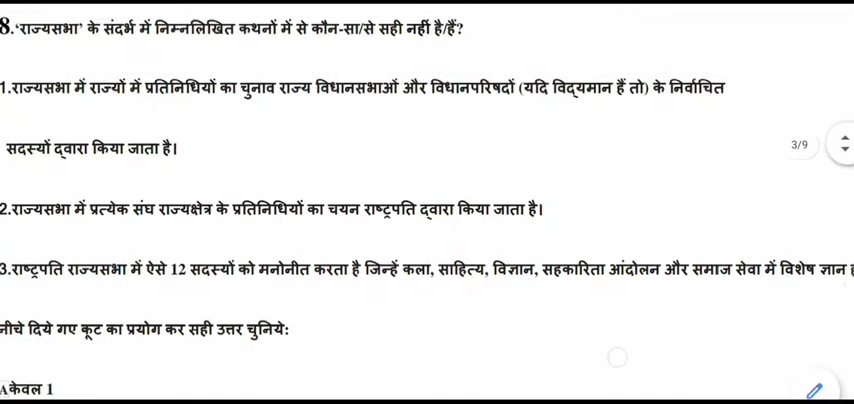 8.‘राज्यसभा’ के संदर्भ में निम्नलिखित कथनों में से कौन-सा/से सही नहीं है/हैं?
1.राज्यसभा में राज्यों में प्रतिनिधियों का चुनाव राज्य विधानसभाओं और विधानपरिषदों (यदि विद्यमान हैं तो) के निर्वाचित
सदस्यों द्वारा किया जाता है।
3/9
2.राज्यसभा में प्रत्येक संघ राज्यक्षेत्र के प्रतिनिधियों का चयन राष्ट्रपति द्वारा किया जाता है।
3.राष्ट्रपति राज्यसभा में ऐसे 12 सदस्यों को मनोनीत करता है जिन्हें कला, साहित्य, विज्ञान, सहकारिता आंदोलन और समाज सेवा में विशेष ज्ञान
नीचे दिये गए कूट का प्रयोग कर सही उत्तर चुनिये:
Aकेवल 1